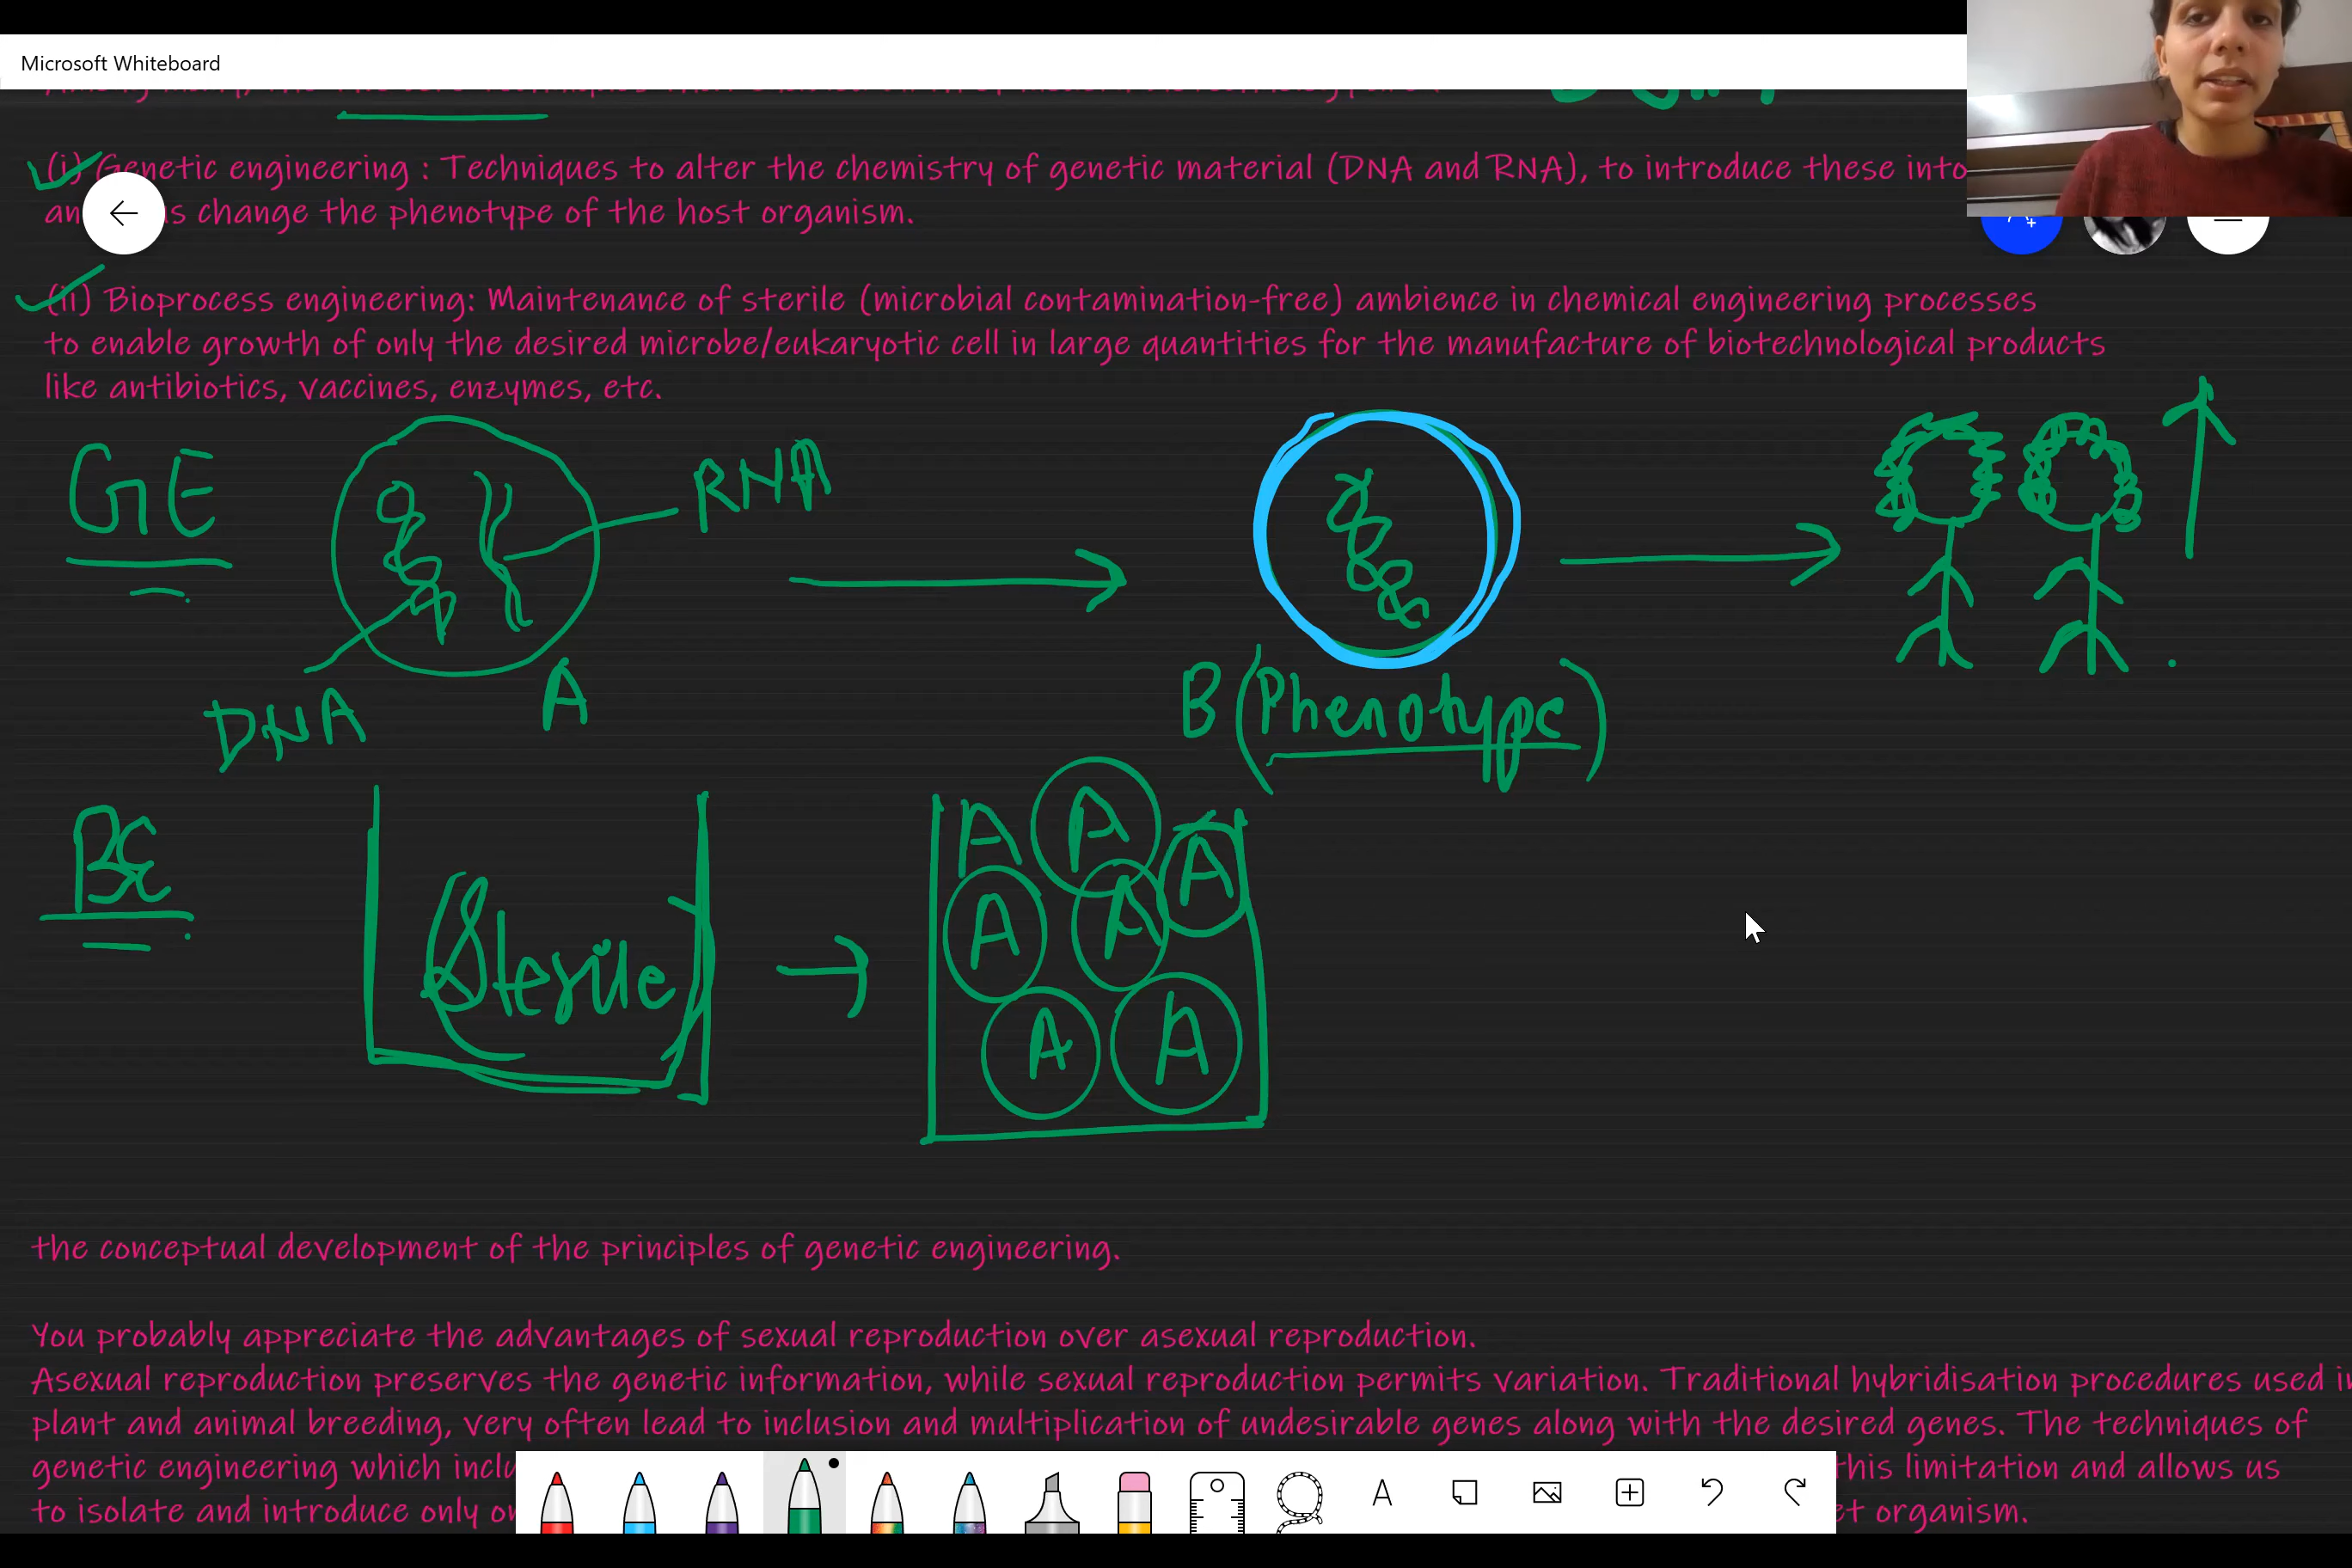 Microsoft Whiteboard
(i) Genetic engineering : Techniques to alter the chemistry of genetic material (DNA and RNA), to introduce these into
change the phenotype of the host organism.
(ii) Bioprocess engineering: Maintenance of sterile (microbial contamination-free) ambience in chemical engineering processes
to enable growth of only the desired microbe/eukaryotic cell in large quantities for the manufacture of biotechnological products
like antibiotics, vaccines, enzymes, etc.
GE
RNA
DNA
A
B (Phenotype)
BE
(Sterile)
A A A
A A
A A
the conceptual development of the principles of genetic engineering.
You probably appreciate the advantages of sexual reproduction over asexual reproduction.
Asexual reproduction preserves the genetic information, while sexual reproduction permits variation. Traditional hybridisation procedures used in
plant and animal breeding, very often lead to inclusion and multiplication of undesirable genes along with the desired genes. The techniques of
genetic engineering which this limitation and allows us
to isolate and introduce only organism.